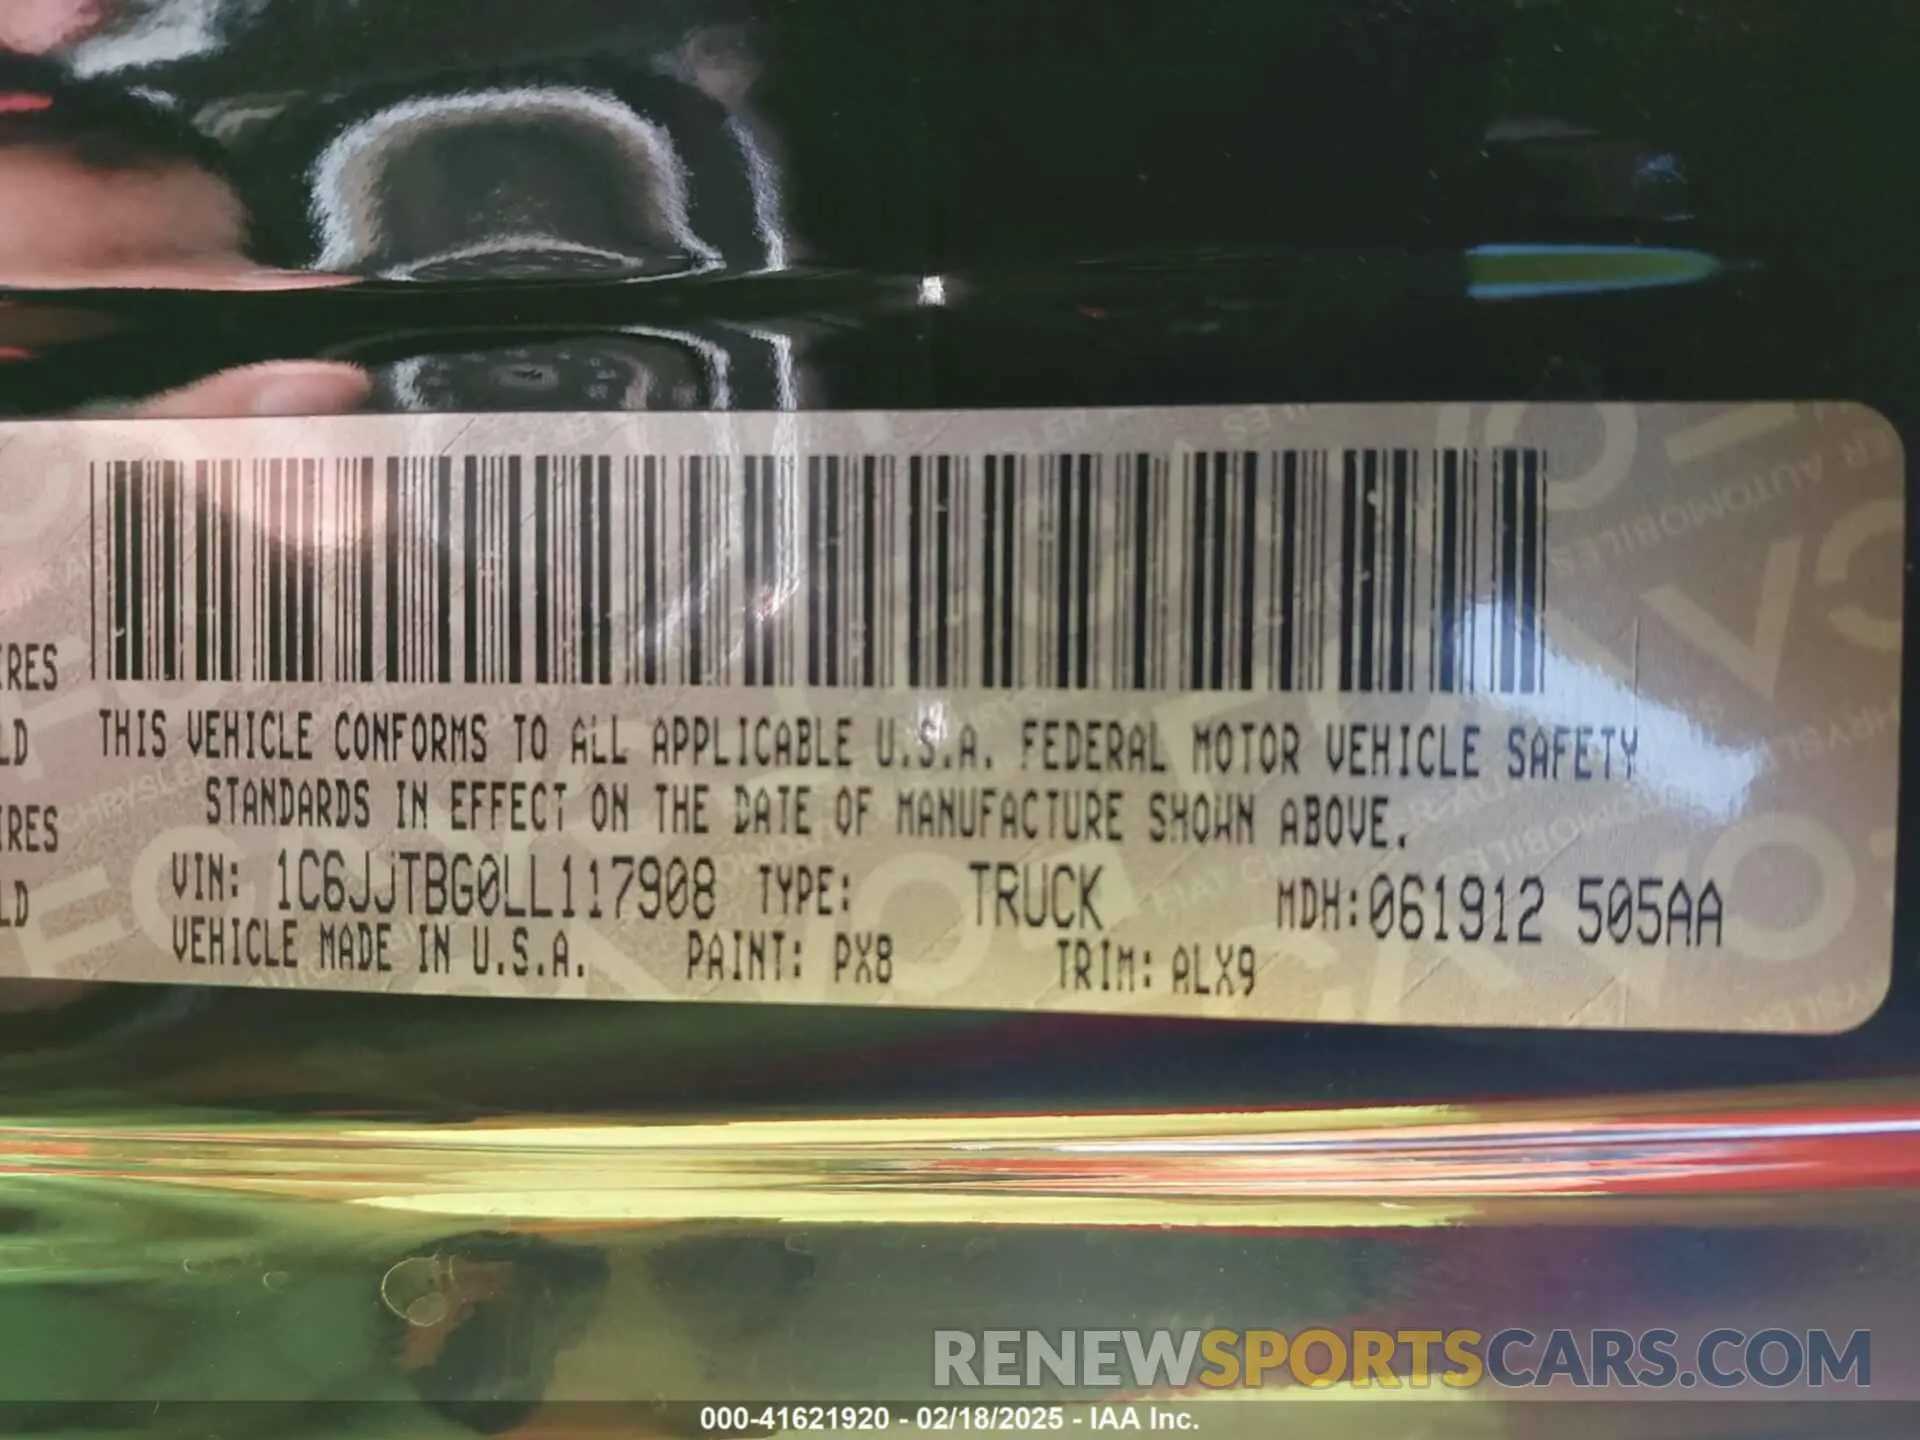 IRES
LD
IRES
LD
THIS VEHICLE CONFORMS TO ALL APPLICABLE U.S.A. FEDERAL MOTOR VEHICLE SAFETY
STANDARDS IN EFFECT ON THE DATE OF MANUFACTURE SHOWN ABOVE.
VIN: 1C6JJTBG0LL117908 TYPE: TRUCK MDH:061912 505AA
VEHICLE MADE IN U.S.A. PAINT: PX8 TRIM: ALX9
RENEWSPORTSCARS.COM
000-41621920 - 02/18/2025 - IAA Inc.